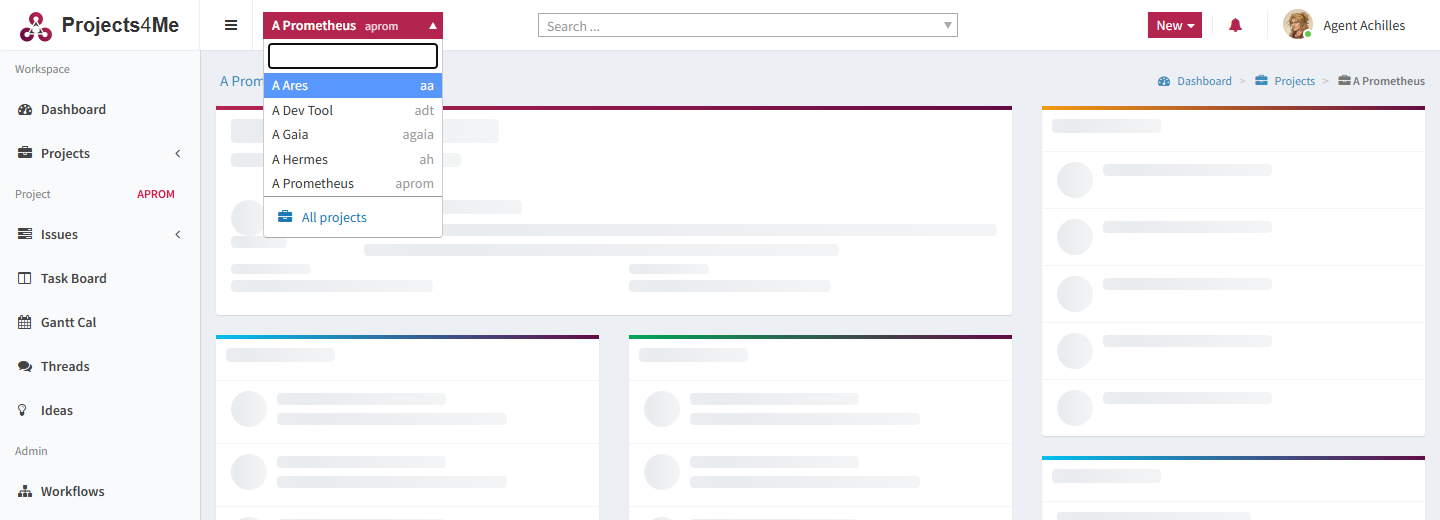 Projects4Me
A Prometheus aprom
Search ...
New
Agent Achilles
Workspace
Dashboard
Projects
Project APROM
Issues
Task Board
Gantt Cal
Threads
Ideas
Admin
Workflows
A Ares aa
A Dev Tool adt
A Gaia agaia
A Hermes ah
A Prometheus aprom
All projects
A Prom
Dashboard > Projects > A Prometheus